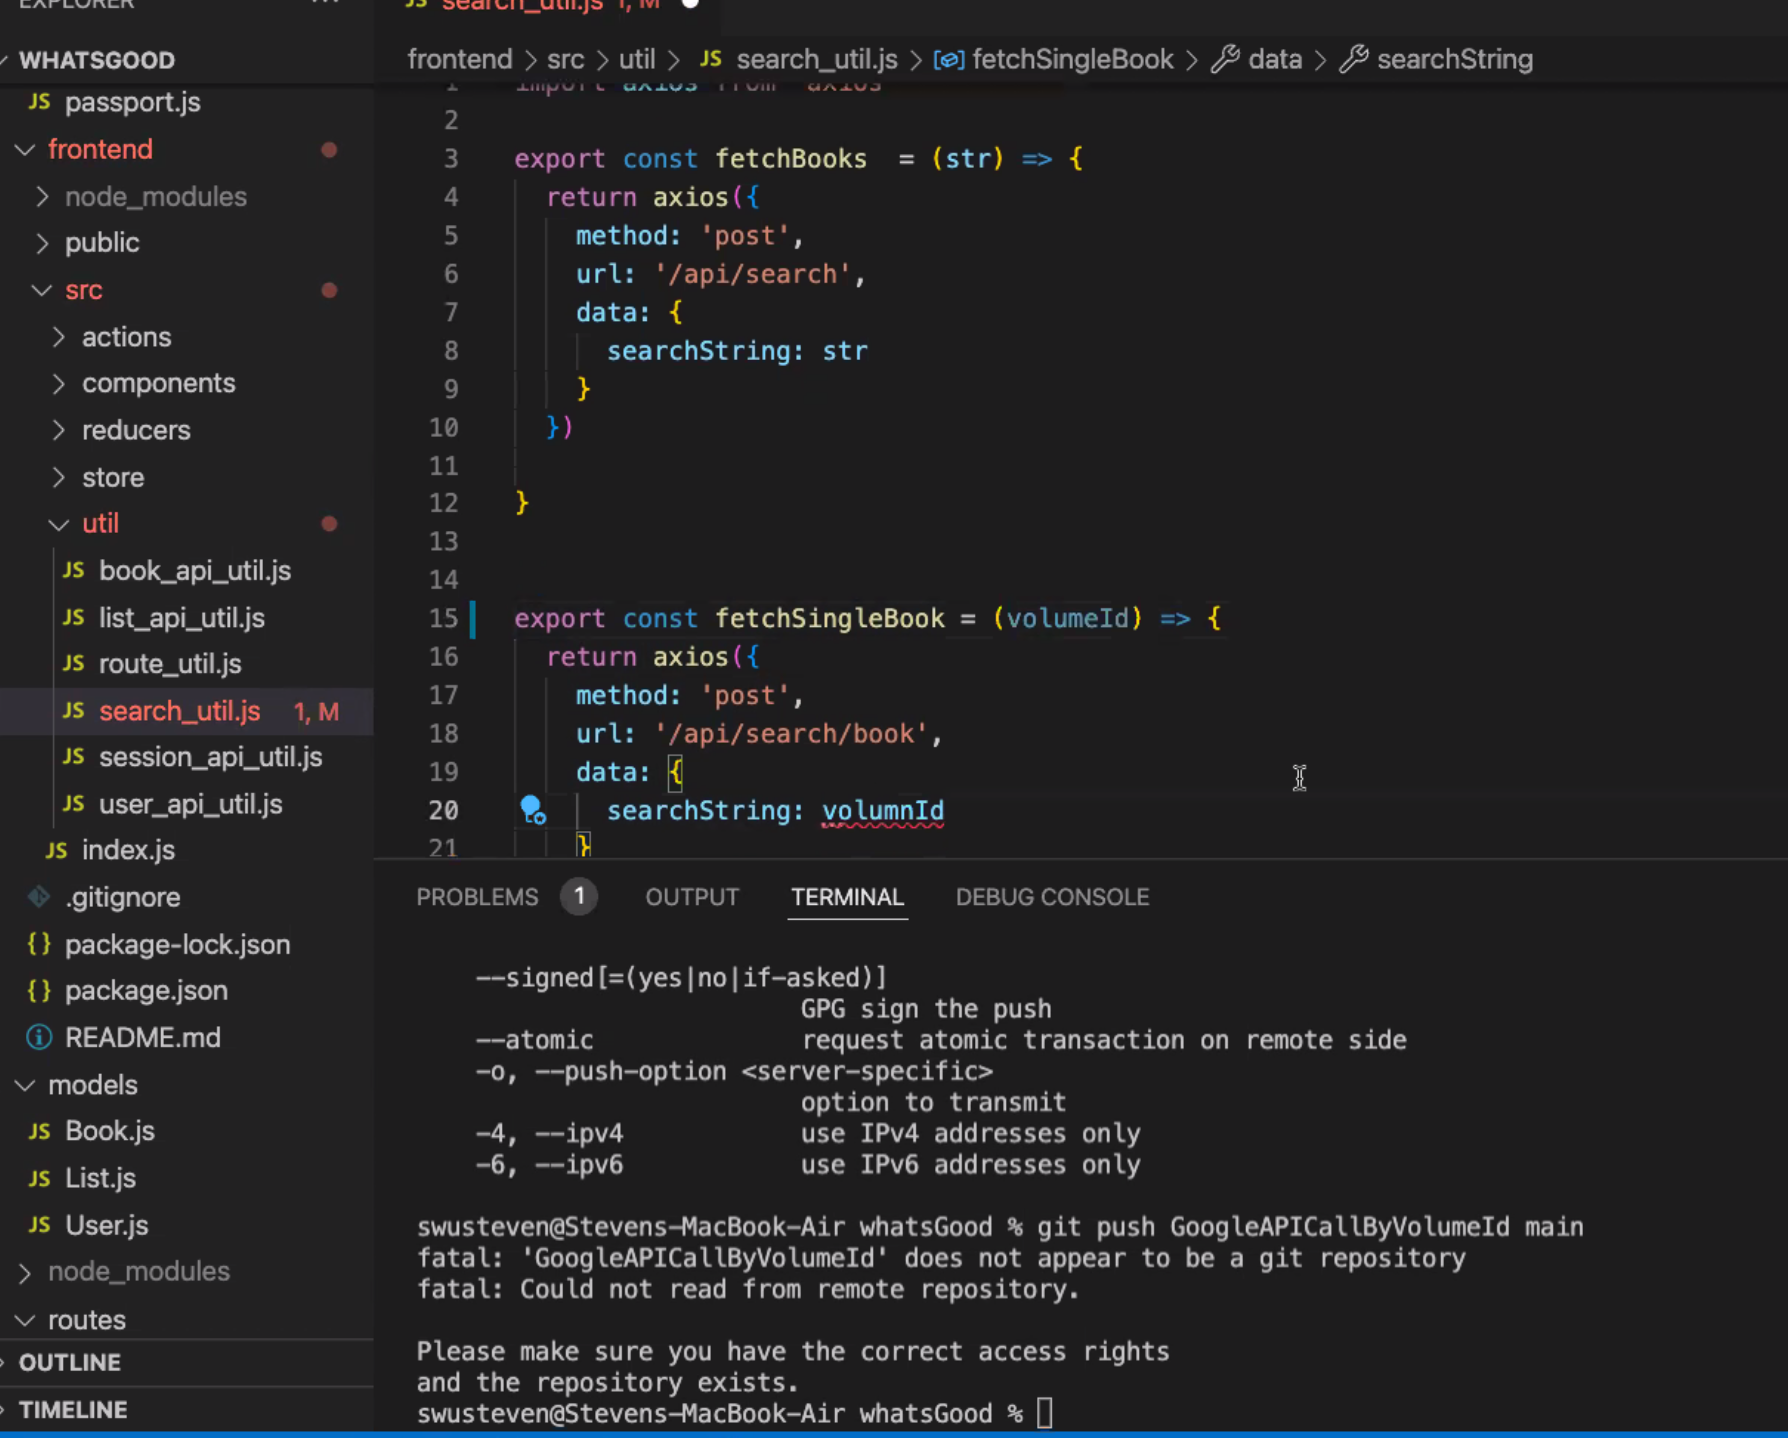 EXPLORER
WHATSGOOD
JS passport.js
frontend
node_modules
public
src
actions
components
reducers
store
util
JS book_api_util.js
JS list_api_util.js
JS route_util.js
JS search_util.js 1, M
JS session_api_util.js
JS user_api_util.js
JS index.js
.gitignore
{} package-lock.json
{} package.json
README.md
models
JS Book.js
JS List.js
JS User.js
node_modules
routes
OUTLINE
TIMELINE
JS search_util.js 1, M
frontend > src > util > JS search_util.js > fetchSingleBook > data > searchString
1 import axios from 'axios'
2
3 export const fetchBooks  = (str) => {
4 return axios({
5 method: 'post',
6 url: '/api/search',
7 data: {
8 searchString: str
9 }
10 })
11
12 }
13
14
15 export const fetchSingleBook = (volumeId) => {
16 return axios({
17 method: 'post',
18 url: '/api/search/book',
19 data: {
20 searchString: volumnId
21 }
PROBLEMS 1 OUTPUT TERMINAL DEBUG CONSOLE
--signed[=(yes|no|if-asked)]
GPG sign the push
--atomic request atomic transaction on remote side
-o, --push-option <server-specific>
option to transmit
-4, --ipv4 use IPv4 addresses only
-6, --ipv6 use IPv6 addresses only
swusteven@Stevens-MacBook-Air whatsGood % git push GoogleAPICallByVolumeId main
fatal: 'GoogleAPICallByVolumeId' does not appear to be a git repository
fatal: Could not read from remote repository.
Please make sure you have the correct access rights
and the repository exists.
swusteven@Stevens-MacBook-Air whatsGood %